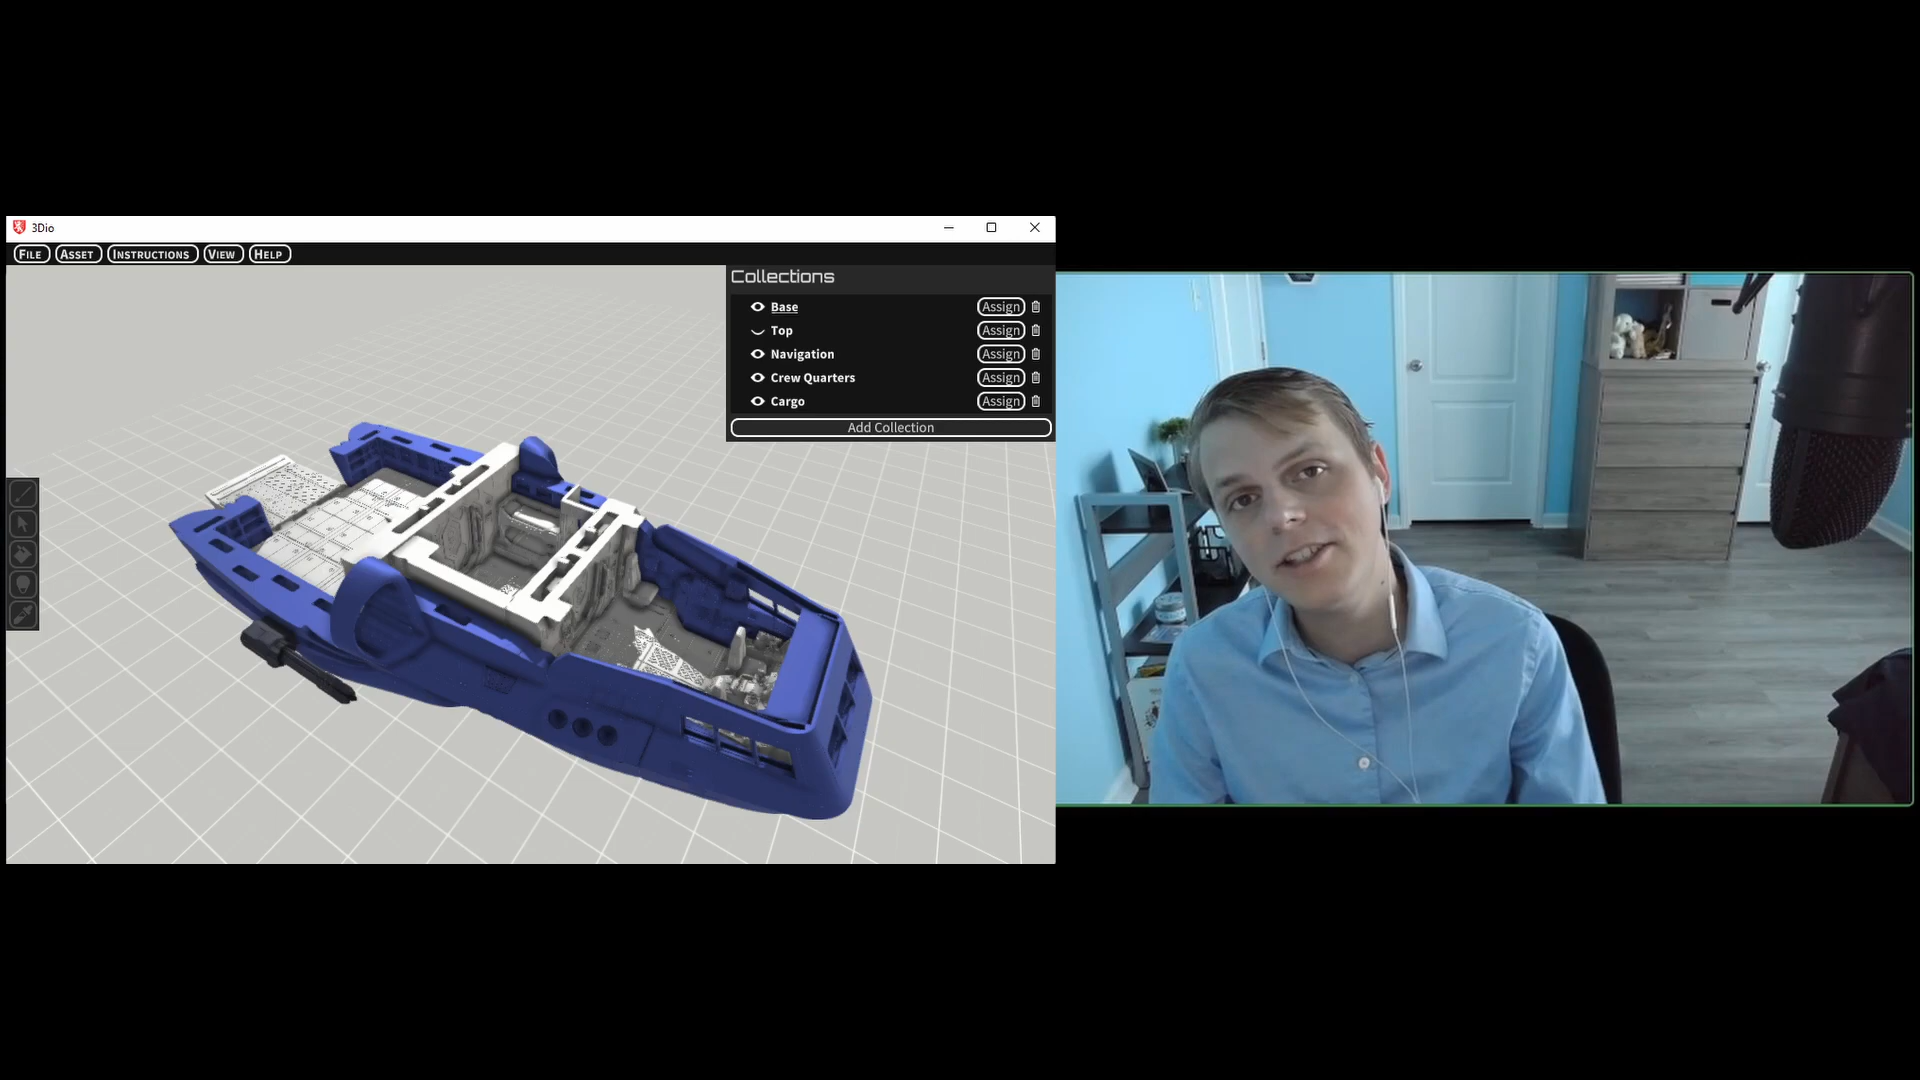 3Dio
FILE ASSET INSTRUCTIONS VIEW HELP
Collections
Base Assign
Top Assign
Navigation Assign
Crew Quarters Assign
Cargo Assign
Add Collection